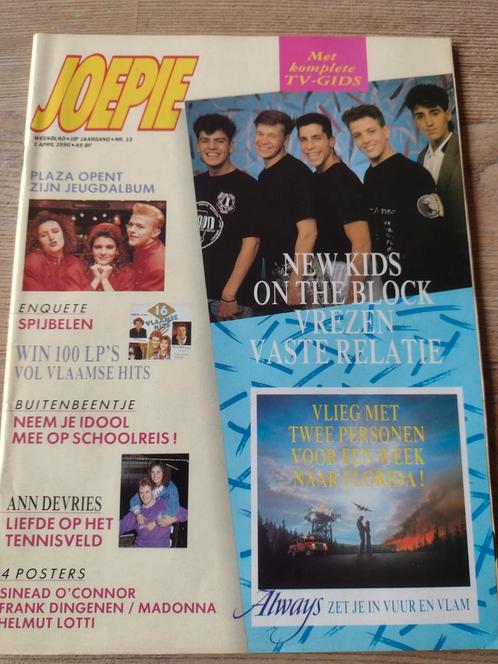 JOEPIE
WEEKBLAD • 18e JAARGANG • NR. 13
1 APRIL 1990 • 45 BF
Met
komplete
TV-GIDS
PLAZA OPENT
ZIJN JEUGDALBUM
NEW KIDS
ON THE BLOCK
VREZEN
VASTE RELATIE
ENQUETE
SPIJBELEN
16
VLAAMSE
WIN 100 LP'S
VOL VLAAMSE HITS
BUITENBEENTJE
NEEM JE IDOOL
MEE OP SCHOOLREIS !
ANN DEVRIES
LIEFDE OP HET
TENNISVELD
4 POSTERS
SINEAD O'CONNOR
FRANK DINGENEN / MADONNA
HELMUT LOTTI
VLIEG MET
TWEE PERSONEN
VOOR EEN WEEK
NAAR FLORIDA !
Always ZET JE IN VUUR EN VLAM